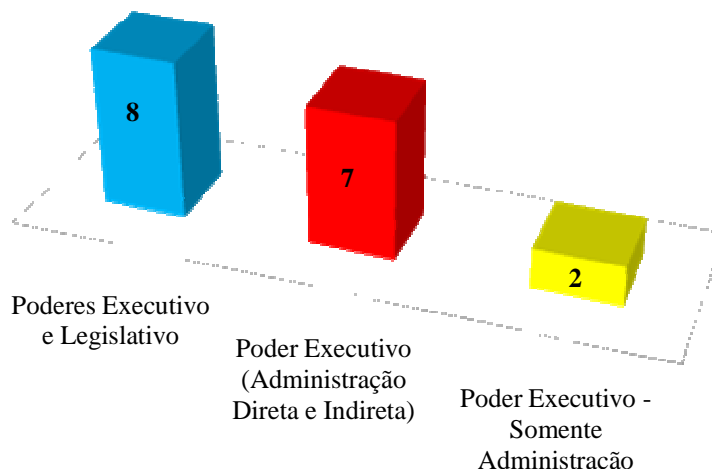 8
7
2
Poderes Executivo
e Legislativo
Poder Executivo
(Administração
Direta e Indireta)
Poder Executivo -
Somente
Administração